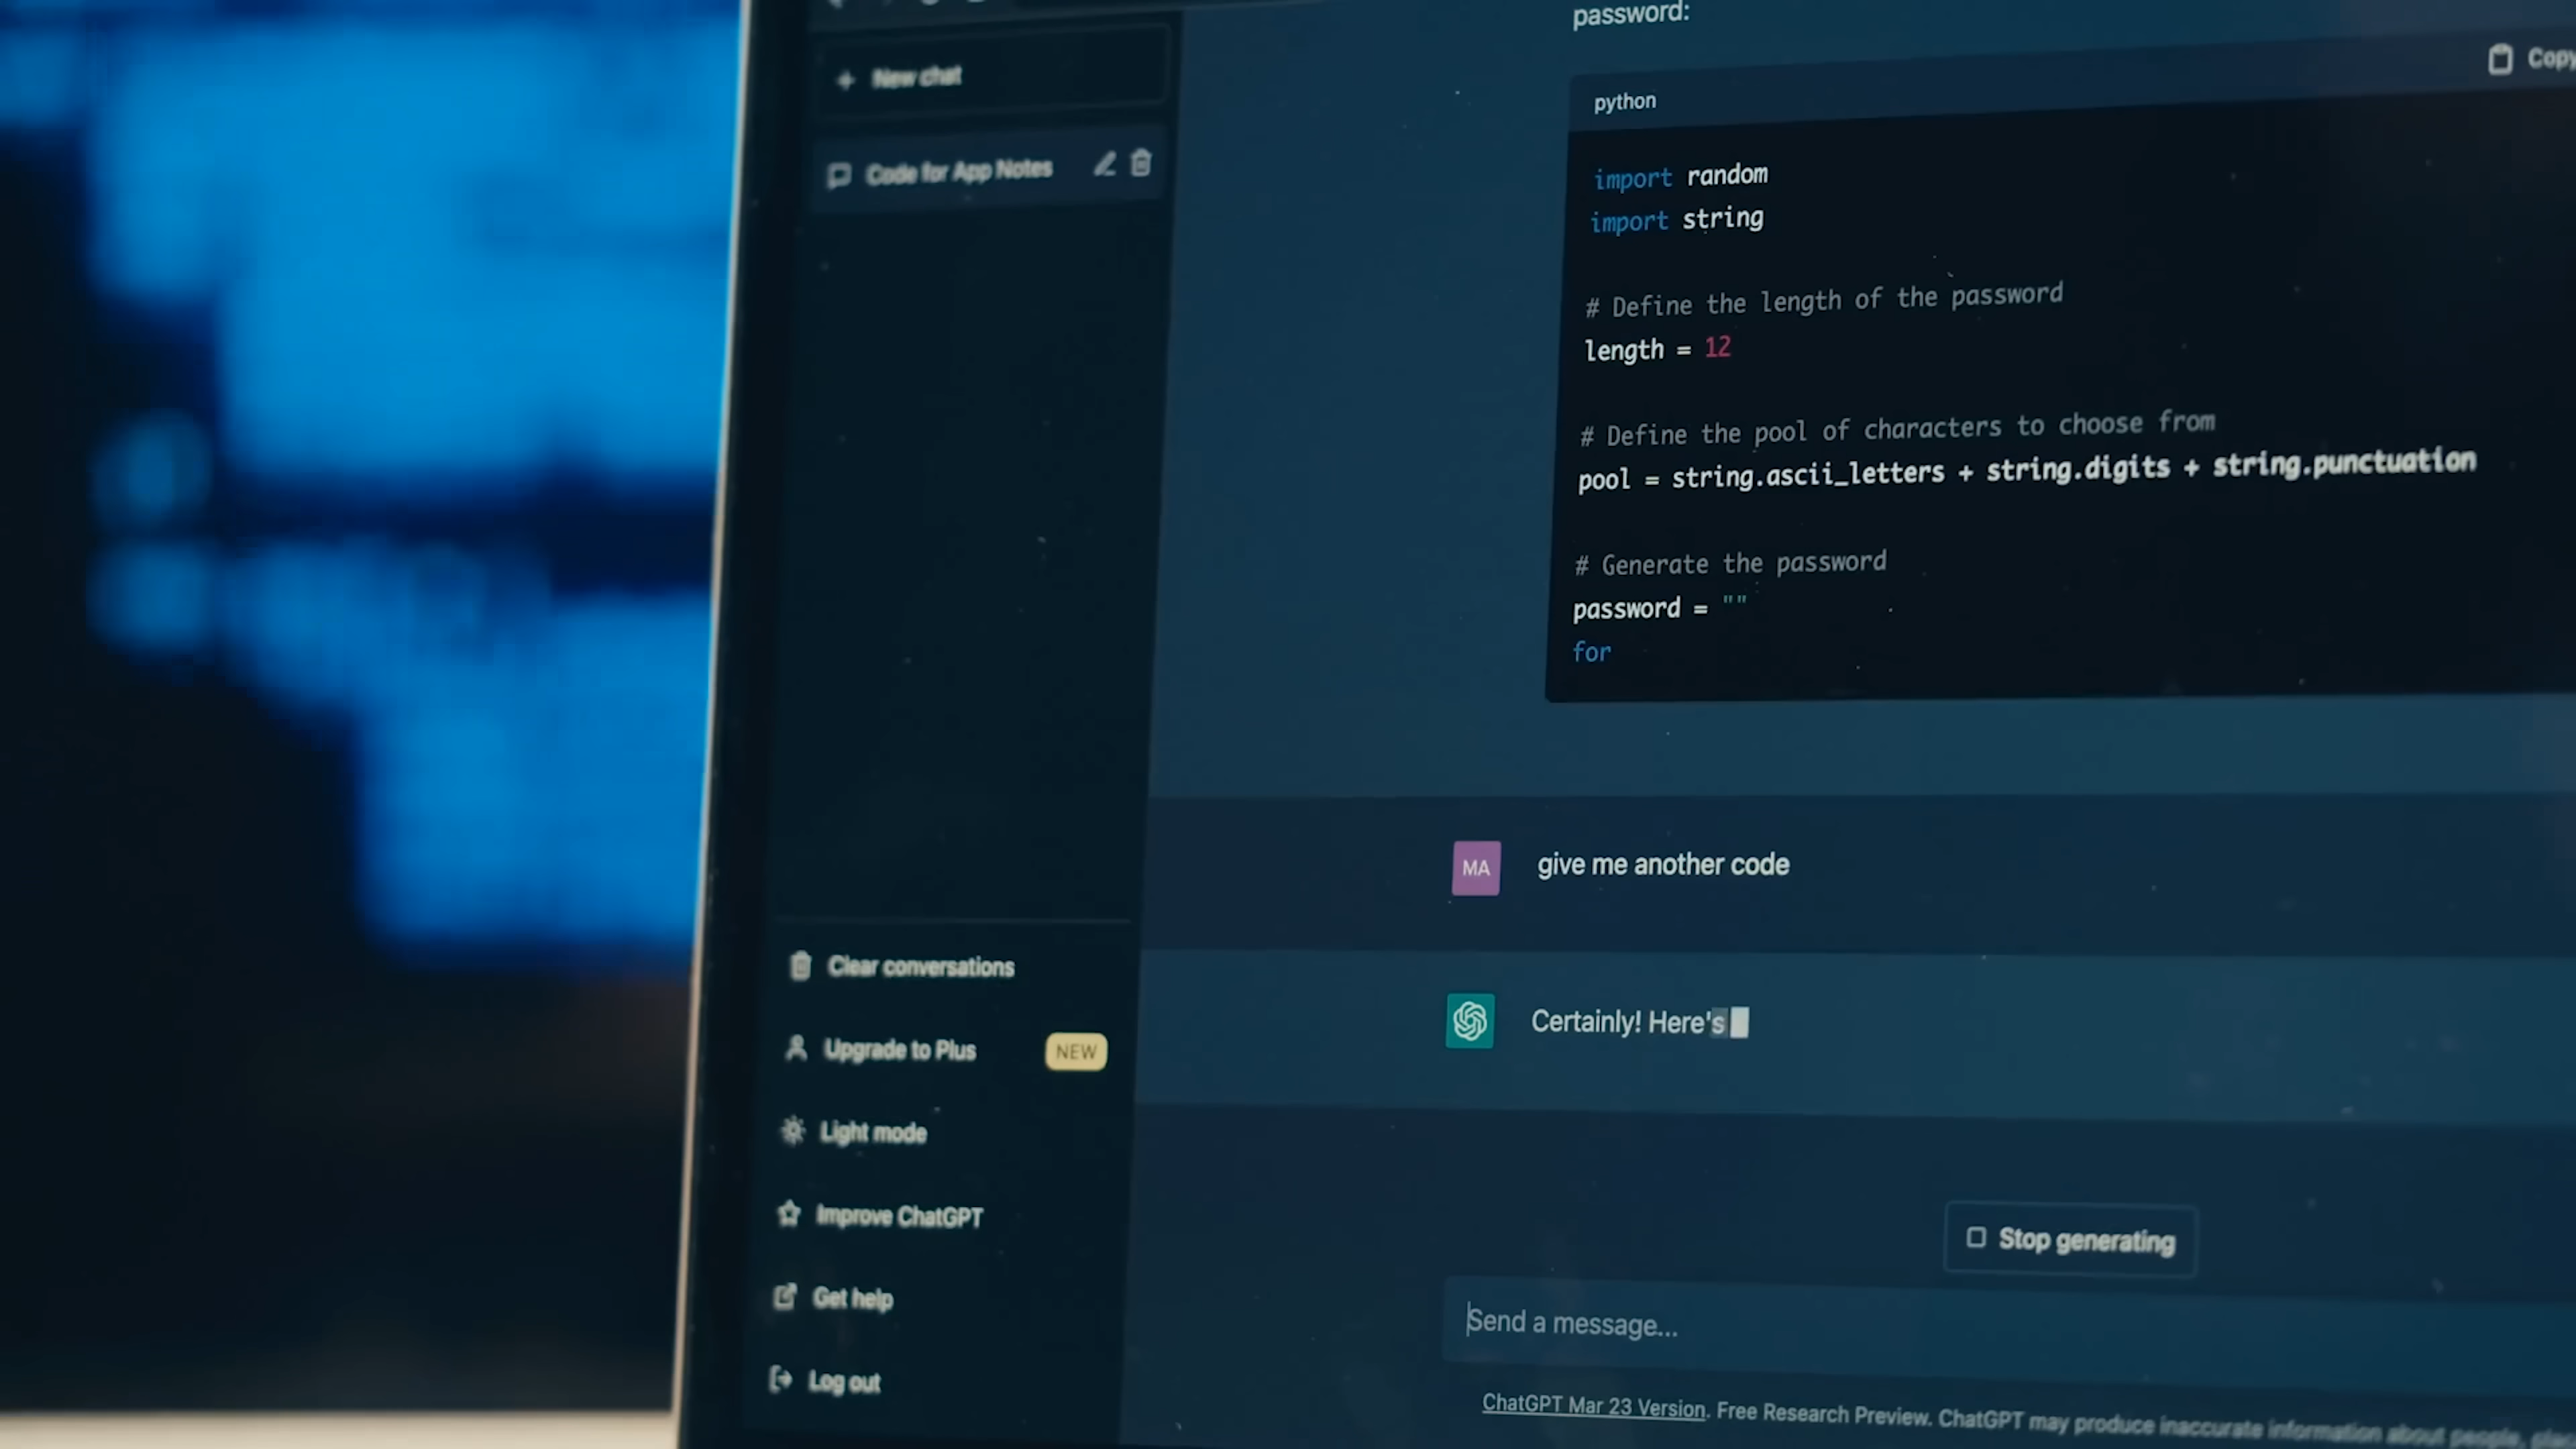 + New chat
Code for App Notes
Clear conversations
Upgrade to Plus NEW
Light mode
Improve ChatGPT
Get help
Log out
password:
python
Copy
import random
import string
# Define the length of the password
length = 12
# Define the pool of characters to choose from
pool = string.ascii_letters + string.digits + string.punctuation
# Generate the password
password = ""
for
MA give me another code
Certainly! Here's
Stop generating
Send a message...
ChatGPT Mar 23 Version. Free Research Preview. ChatGPT may produce inaccurate information about people,